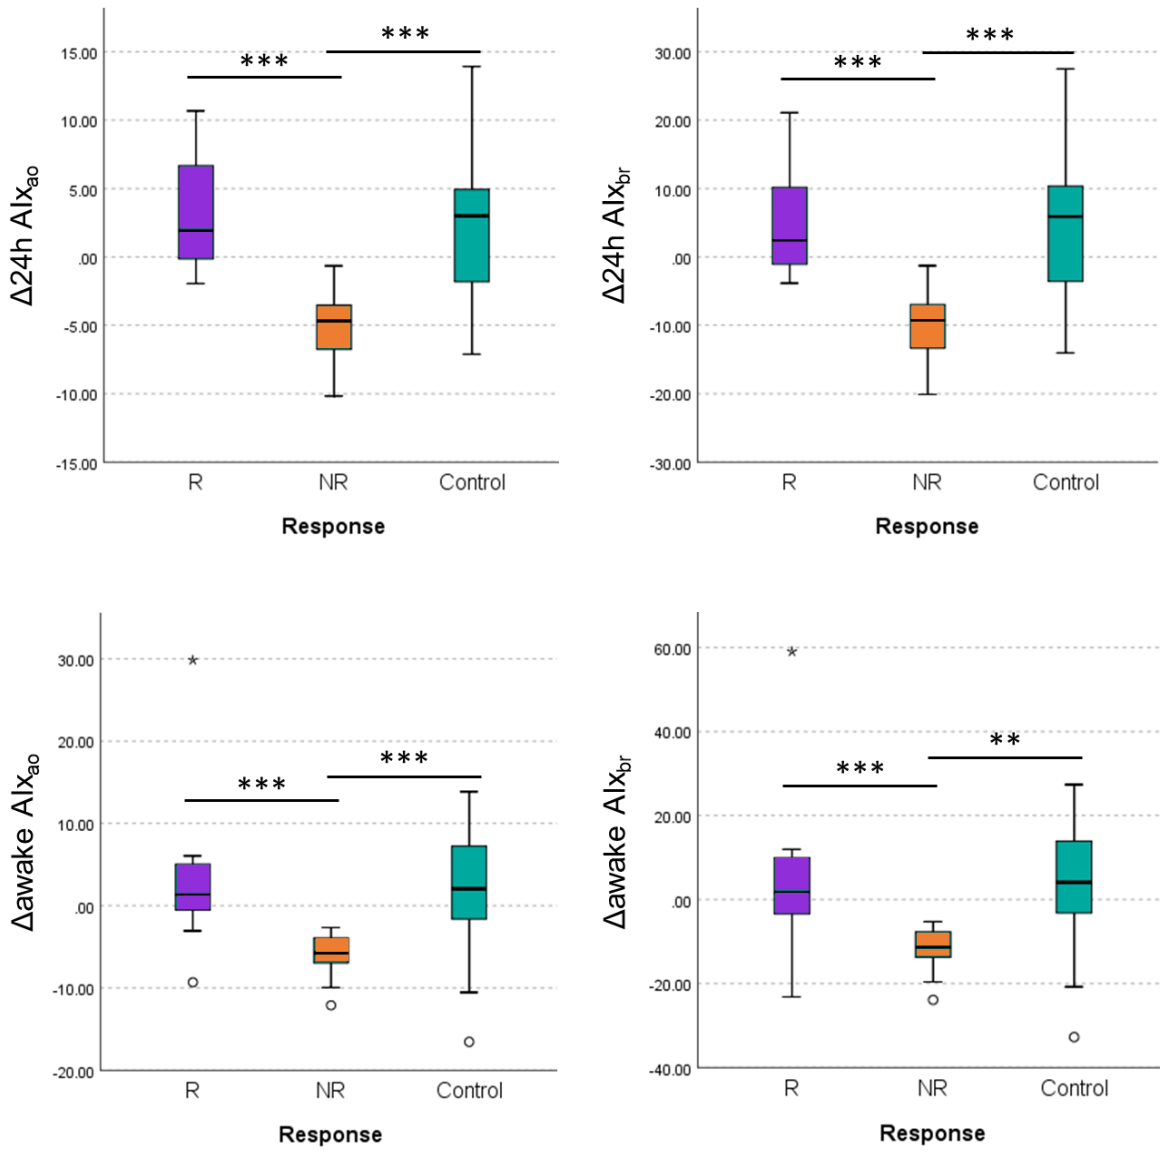 Δ24h AIxao
15.00
10.00
5.00
.00
-5.00
-10.00
-15.00
***
***
R NR Control
Response
Δ24h AIxbr
30.00
20.00
10.00
.00
-10.00
-20.00
-30.00
***
***
R NR Control
Response
Δawake AIxao
30.00
20.00
10.00
.00
-10.00
-20.00
***
***
R NR Control
Response
Δawake AIxbr
60.00
40.00
20.00
.00
-20.00
-40.00
***
**
R NR Control
Response